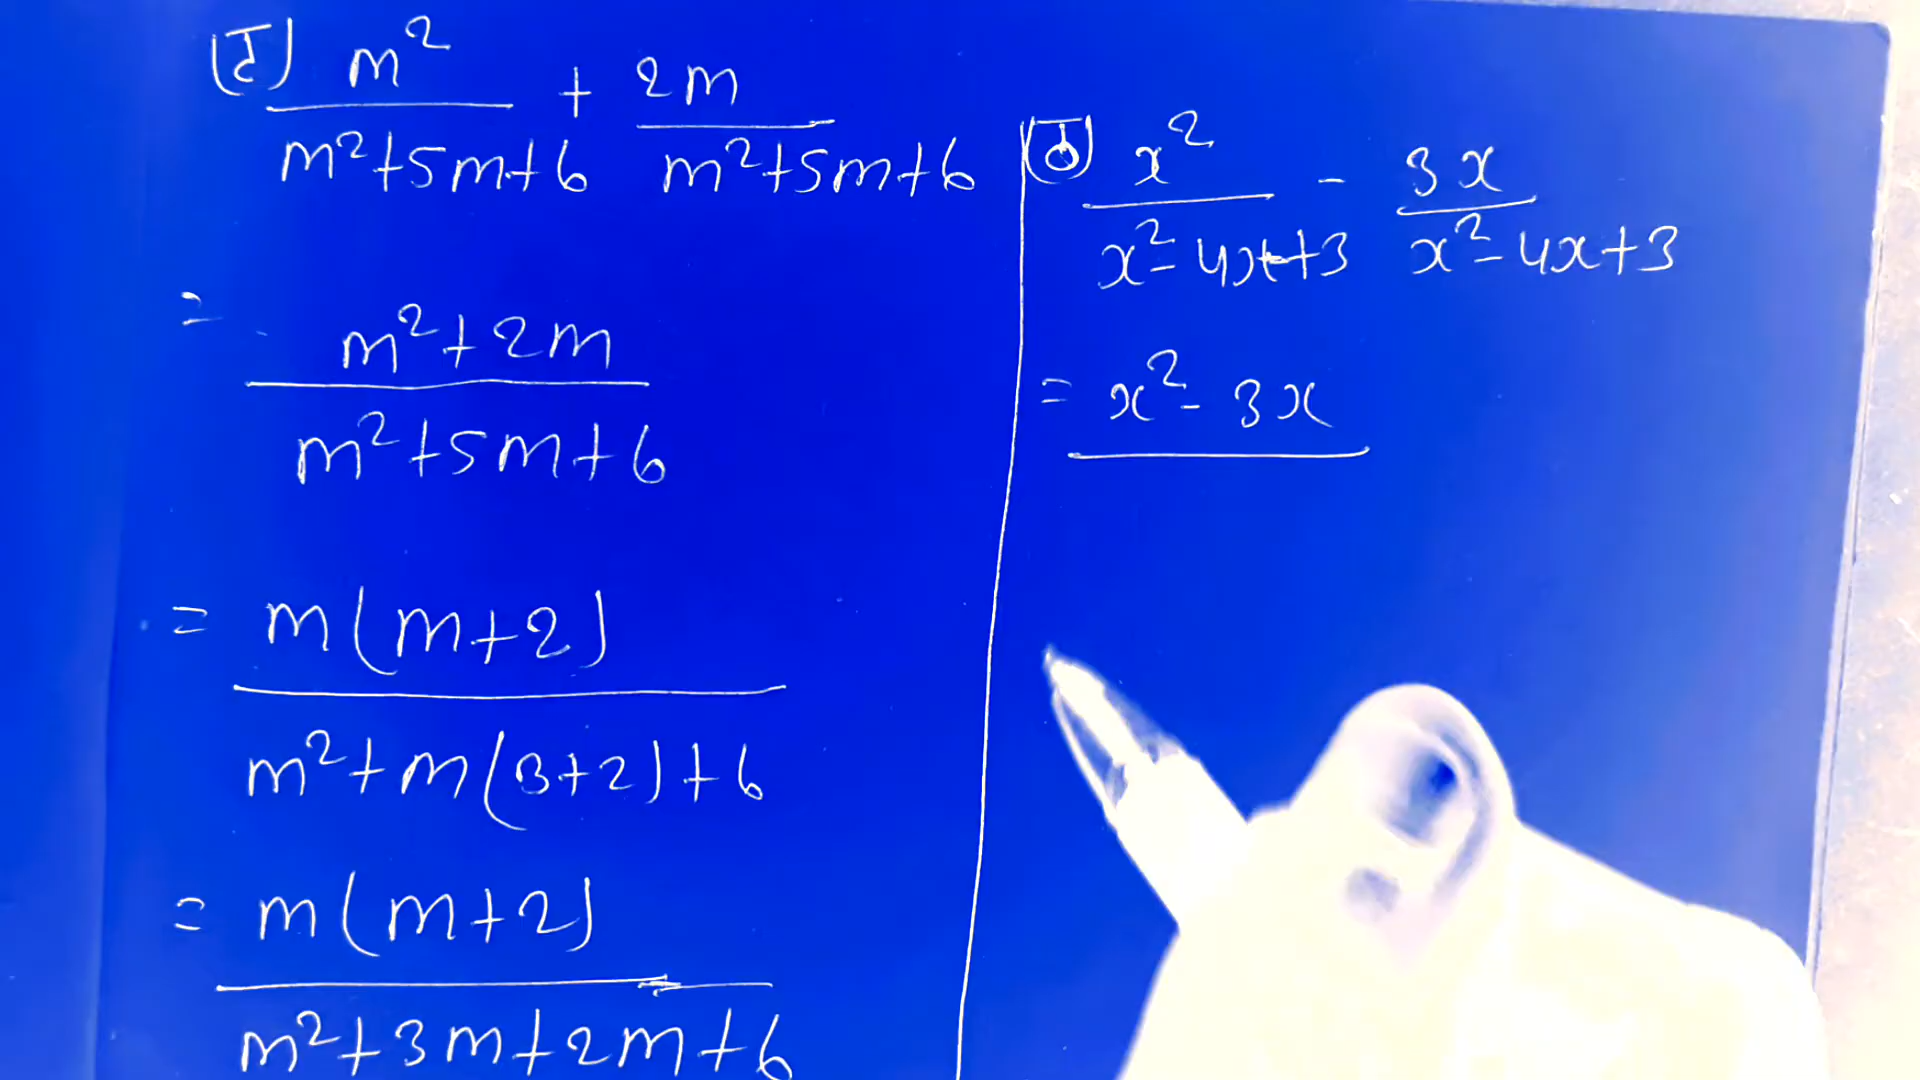 (ट) m²/(m²+5m+6) + 2m/(m²+5m+6)
= (m²+2m)/(m²+5m+6)
= m(m+2)/(m²+m(3+2)+6)
= m(m+2)/(m²+3m+2m+6)
(ठ) x²/(x²-4x+3) - 3x/(x²-4x+3)
= x²-3x